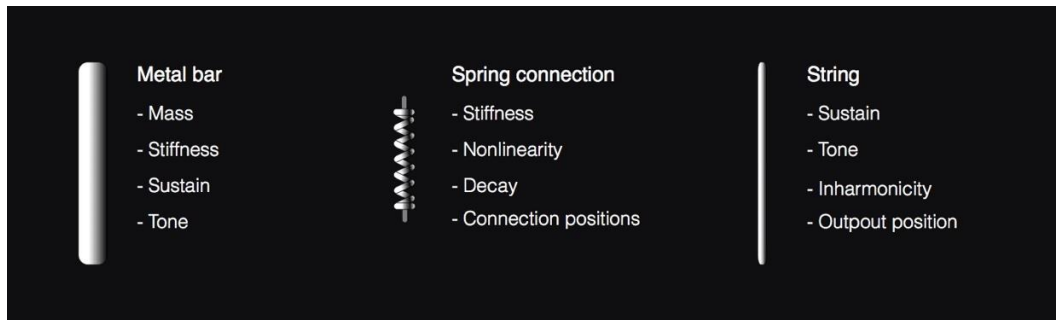 Metal bar
- Mass
- Stiffness
- Sustain
- Tone
Spring connection
- Stiffness
- Nonlinearity
- Decay
- Connection positions
String
- Sustain
- Tone
- Inharmonicity
- Outpout position